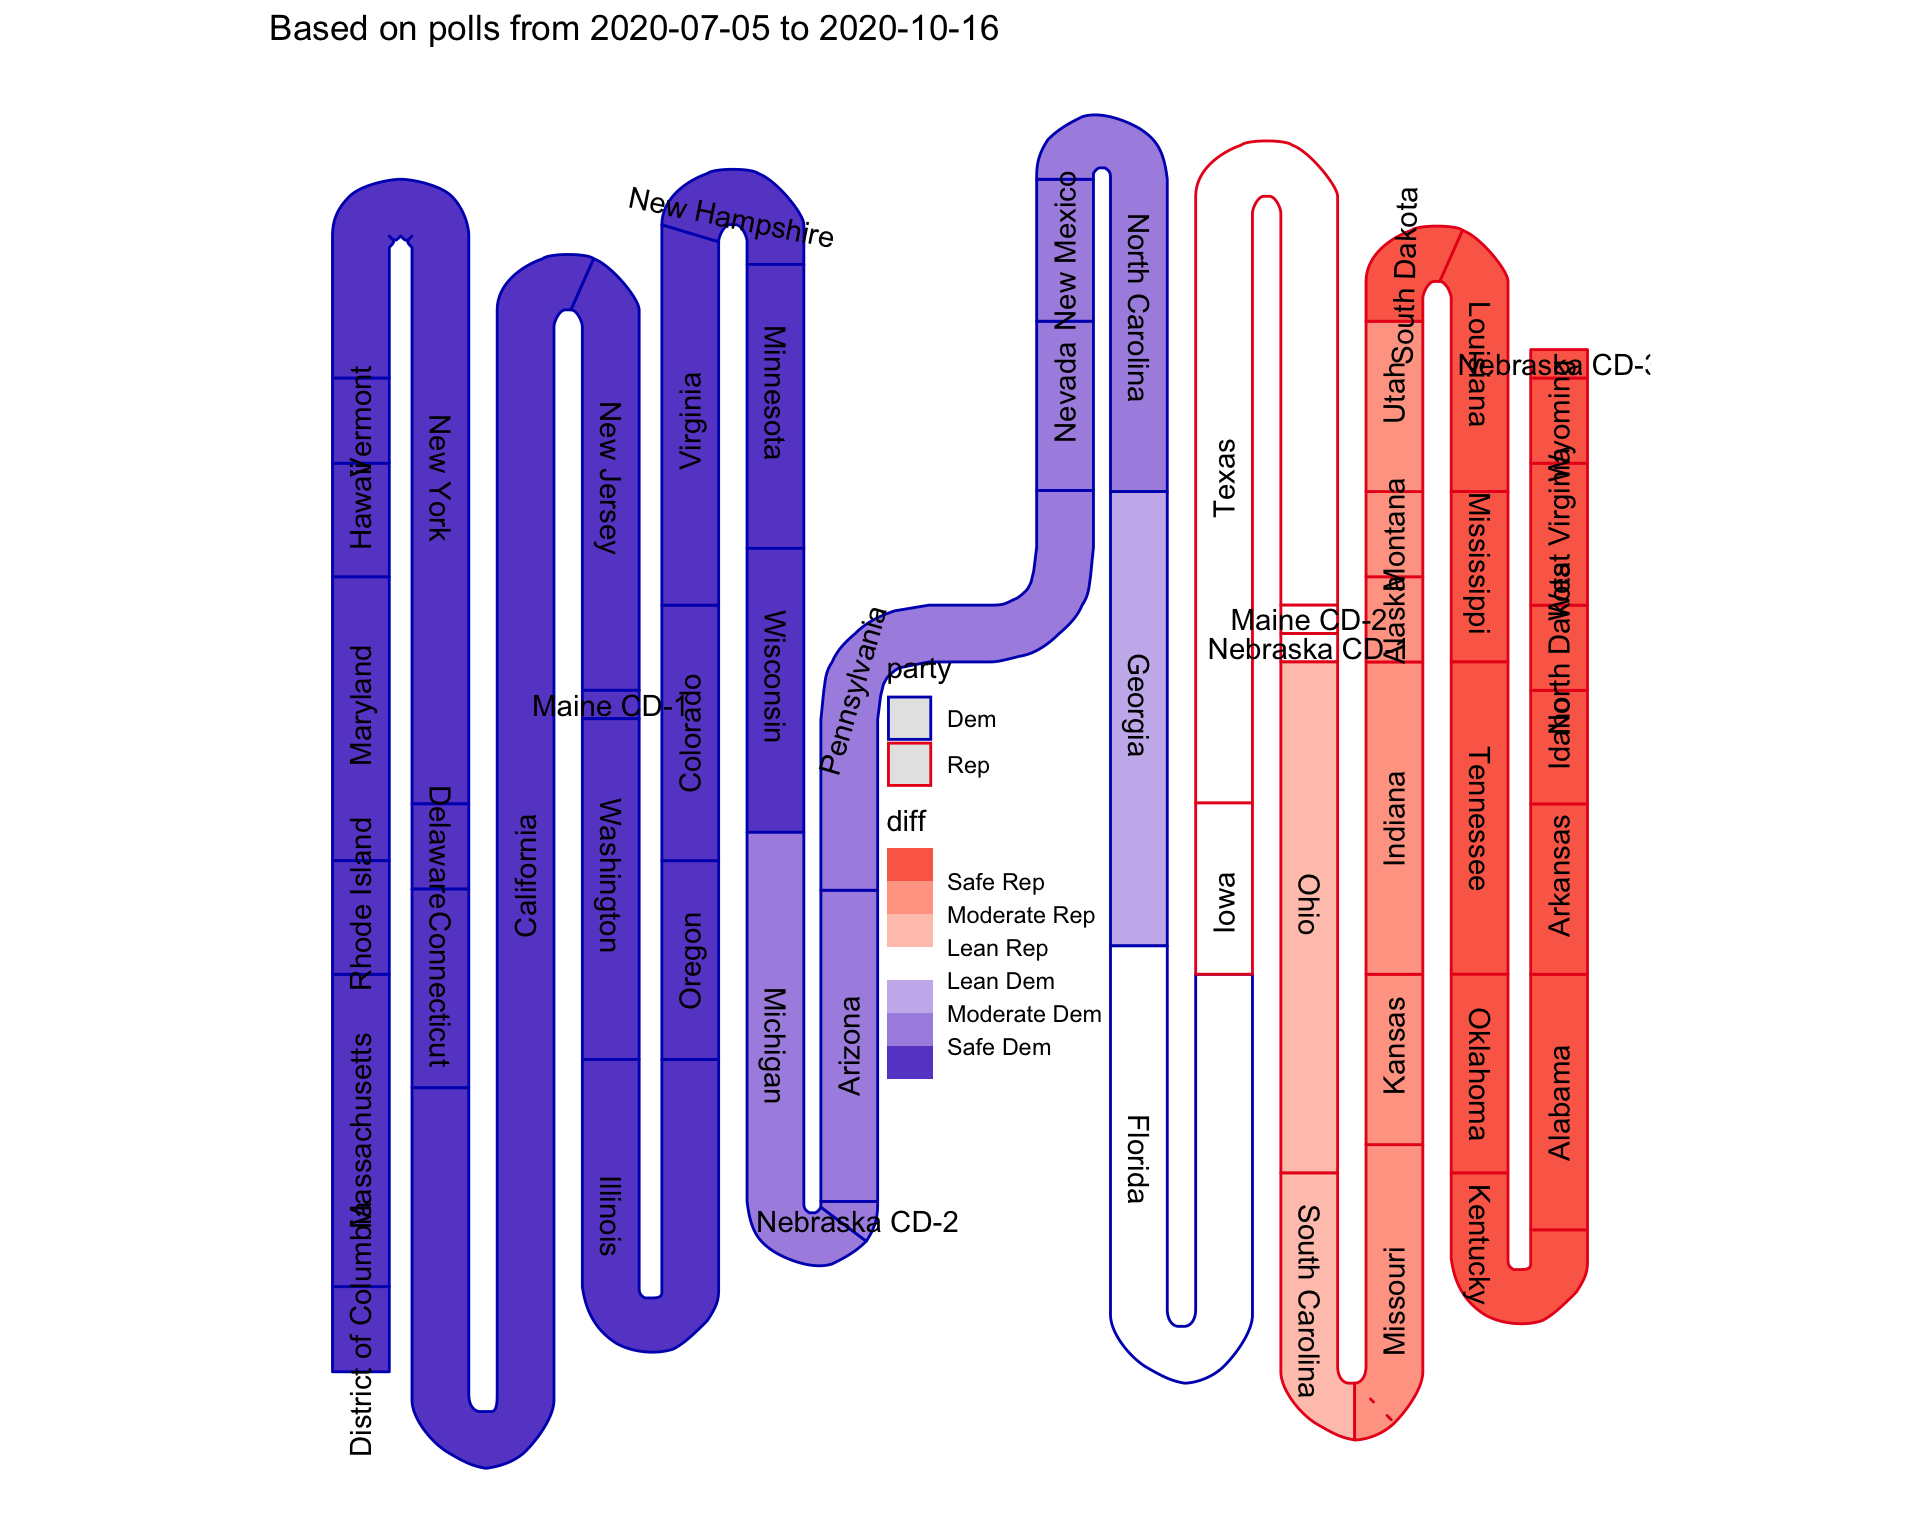 Based on polls from 2020-07-05 to 2020-10-16
District of Columbia
Massachusetts
Rhode Island
Maryland
Hawaii
Vermont
New York
Delaware
Connecticut
California
New Jersey
Maine CD-1
Washington
Illinois
Oregon
Colorado
Virginia
New Hampshire
Minnesota
Wisconsin
Michigan
Nebraska CD-2
Arizona
Pennsylvania
Nevada
New Mexico
North Carolina
Georgia
Florida
Iowa
Texas
Maine CD-2
Nebraska CD-1
Ohio
South Carolina
Missouri
Kansas
Indiana
Alaska
Montana
Utah
South Dakota
Louisiana
Mississippi
Tennessee
Oklahoma
Kentucky
Alabama
Arkansas
Idaho
North Dakota
West Virginia
Wyoming
Nebraska CD-3
party
Dem
Rep
diff
Safe Rep
Moderate Rep
Lean Rep
Lean Dem
Moderate Dem
Safe Dem